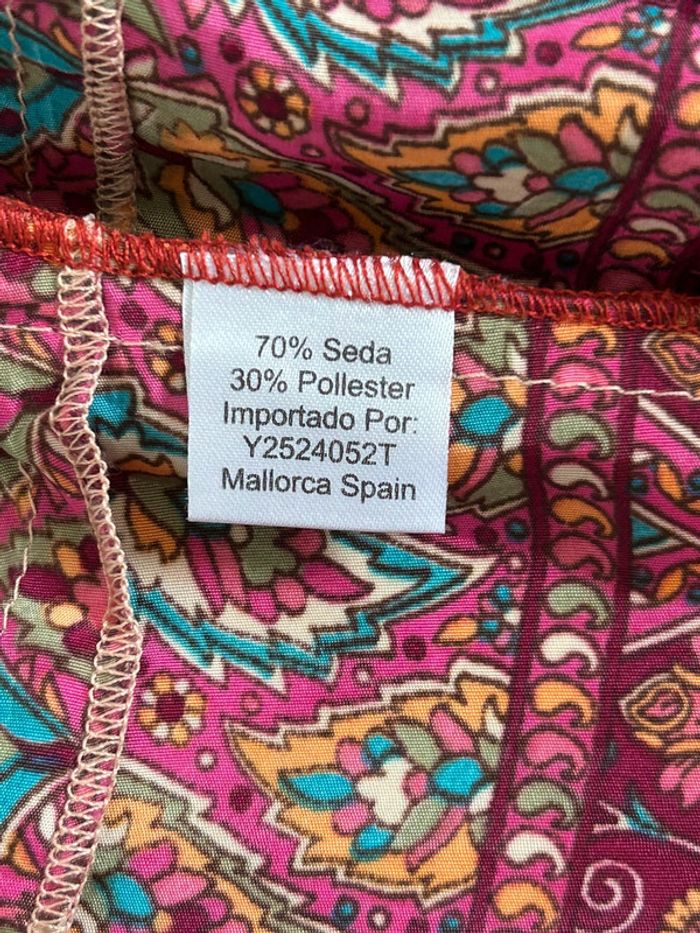 70% Seda
30% Pollester
Importado Por:
Y2524052T
Mallorca Spain